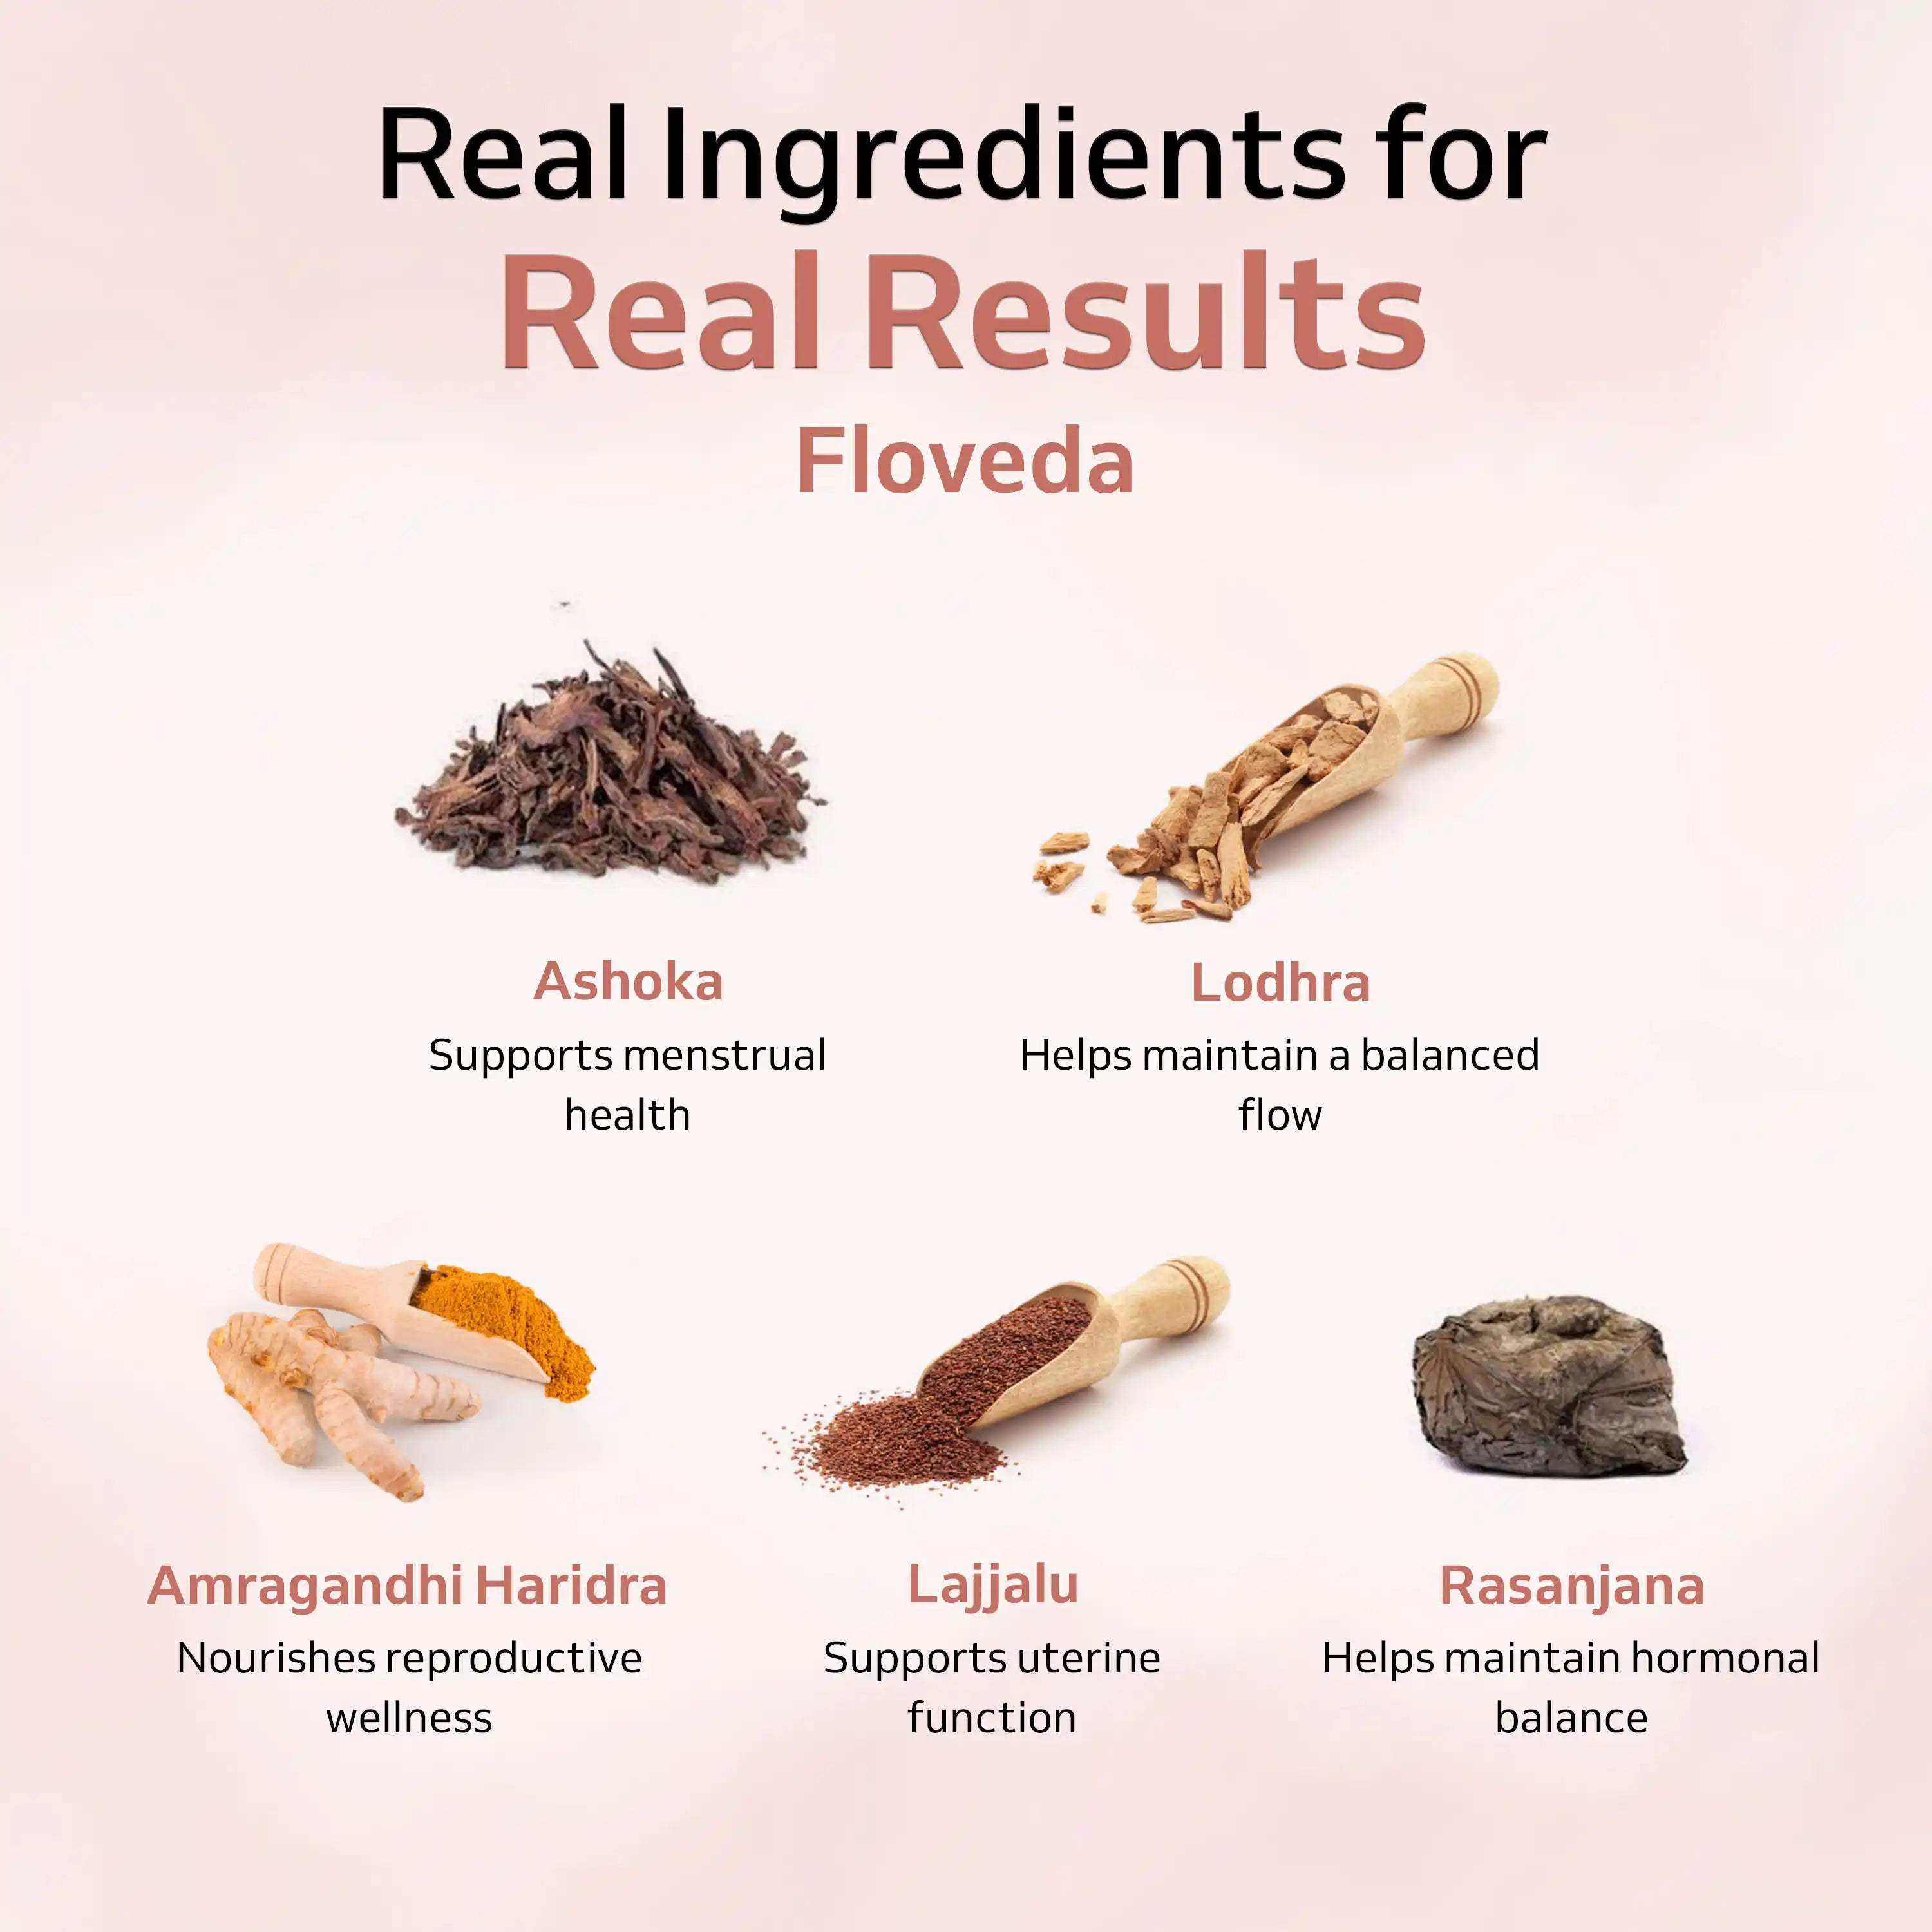 Real Ingredients for
Real Results
Floveda
Ashoka
Supports menstrual
health
Lodhra
Helps maintain a balanced
flow
Amragandhi Haridra
Nourishes reproductive
wellness
Lajjalu
Supports uterine
function
Rasanjana
Helps maintain hormonal
balance